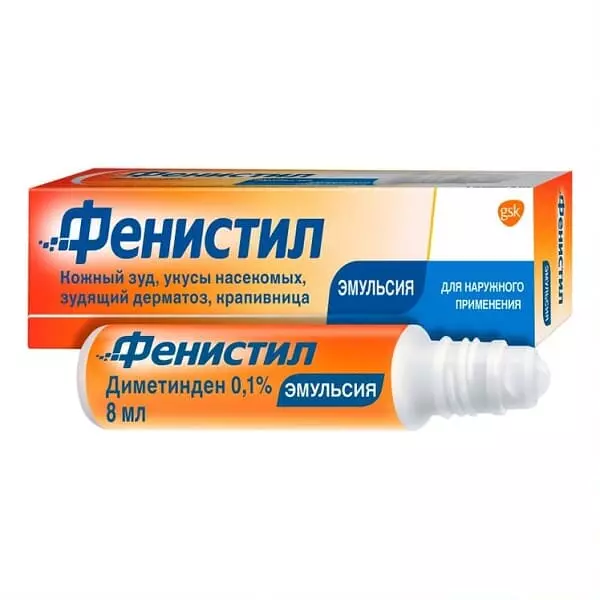 Фенистил
Кожный зуд, укусы насекомых,
зудящий дерматоз, крапивница
ЭМУЛЬСИЯ
gsk
ДЛЯ НАРУЖНОГО
ПРИМЕНЕНИЯ
Фенистил
ЭМУЛЬСИЯ
Фенистил
Диметинден 0,1%
ЭМУЛЬСИЯ
8 мл